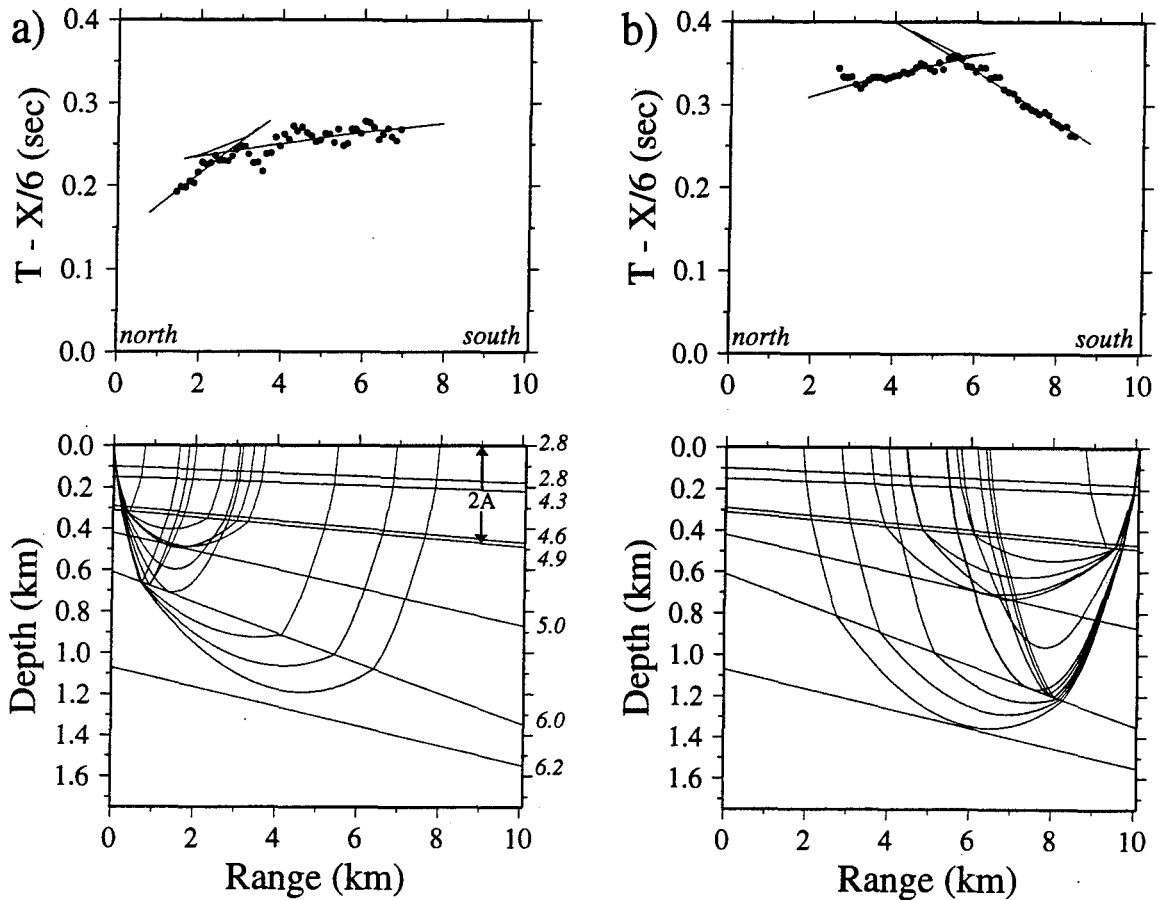 a)
T - X/6 (sec)
0.4
0.3
0.2
0.1
0.0
north
south
0 2 4 6 8 10
b)
T - X/6 (sec)
0.4
0.3
0.2
0.1
0.0
north
south
0 2 4 6 8 10
Depth (km)
0.0
0.2
0.4
0.6
0.8
1.0
1.2
1.4
1.6
2A
2.8
2.8
4.3
4.6
4.9
5.0
6.0
6.2
0 2 4 6 8 10
Range (km)
Depth (km)
0.0
0.2
0.4
0.6
0.8
1.0
1.2
1.4
1.6
0 2 4 6 8 10
Range (km)